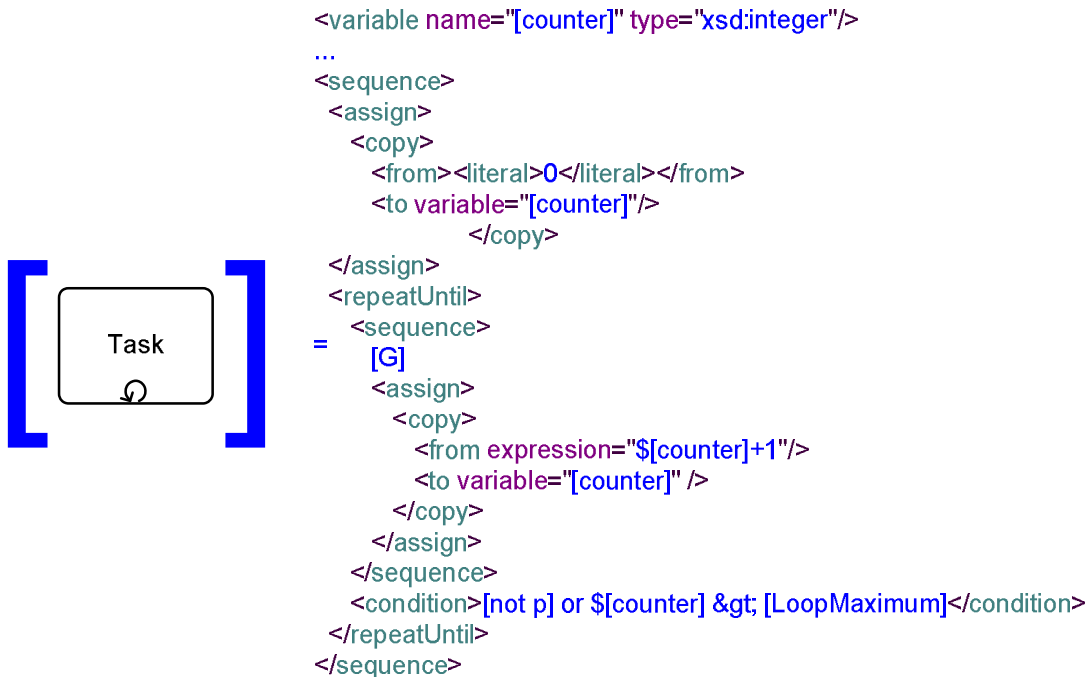 <variable name="[counter]" type="xsd:integer"/>
...
<sequence>
<assign>
<copy>
<from><literal>0</literal></from>
<to variable="[counter]"/>
</copy>
</assign>
<repeatUntil>
<sequence>
Task
=
[G]
<assign>
<copy>
<from expression="$[counter]+1"/>
<to variable="[counter]" />
</copy>
</assign>
</sequence>
<condition>[not p] or $[counter] &gt; [LoopMaximum]</condition>
</repeatUntil>
</sequence>